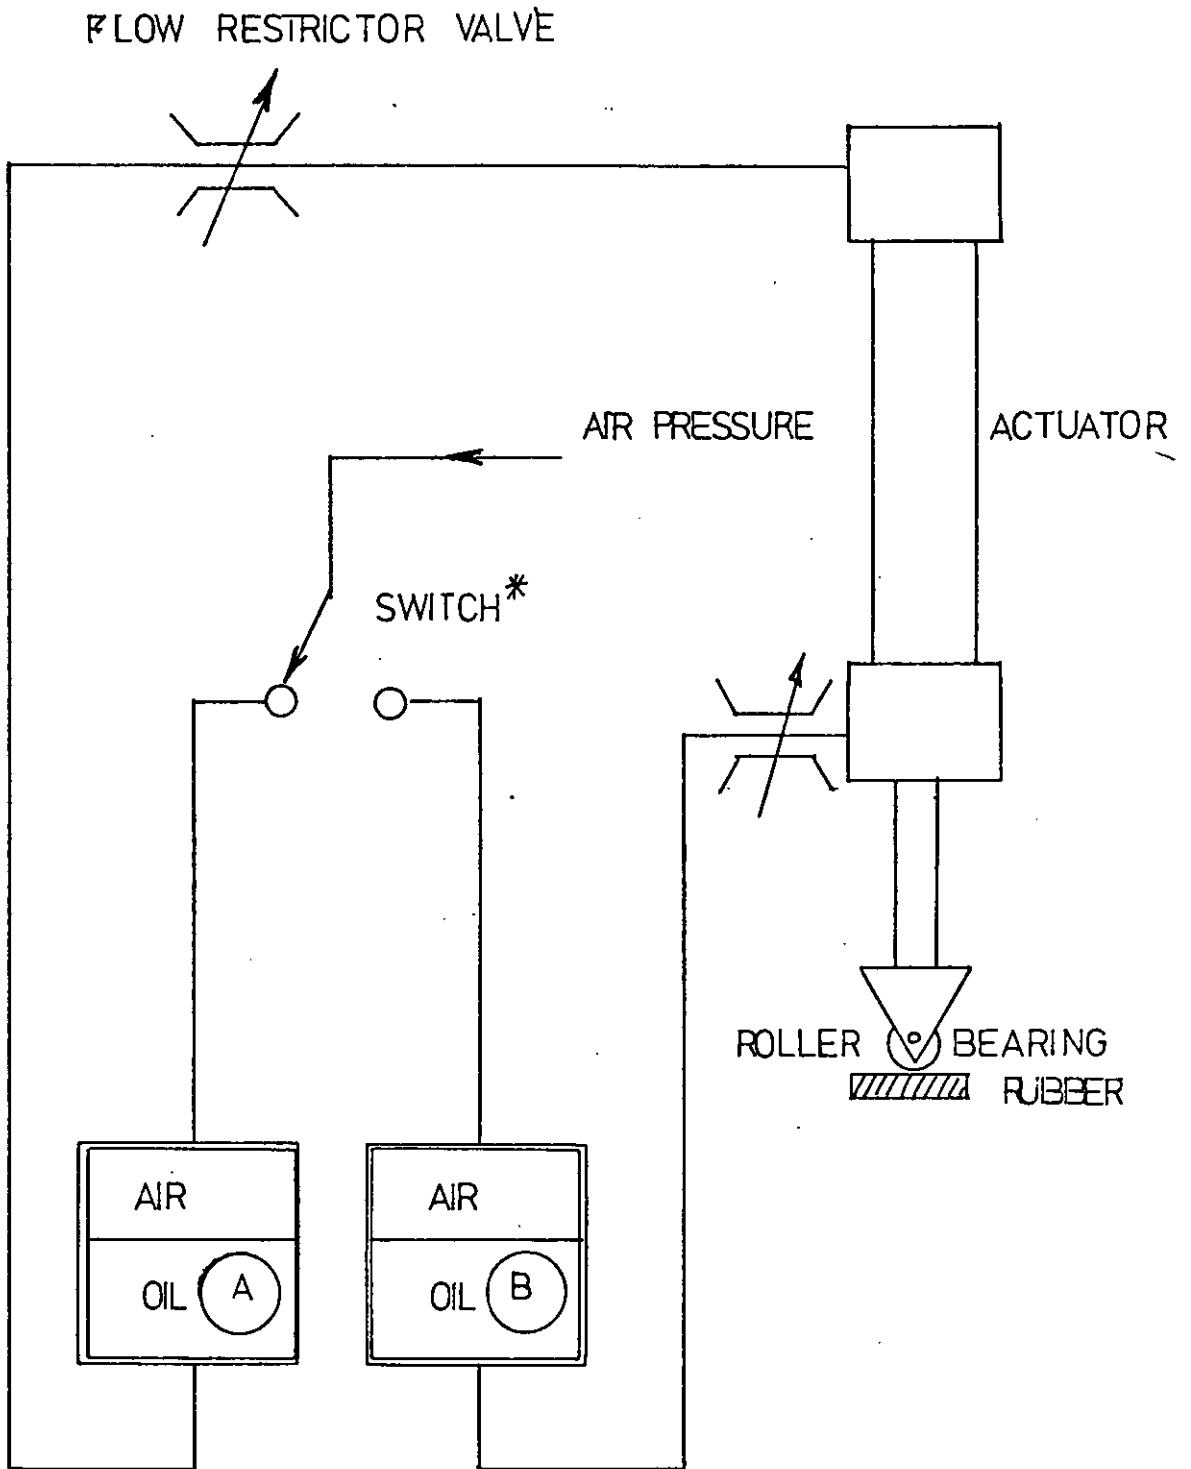 FLOW RESTRICTOR VALVE
AIR PRESSURE
ACTUATOR
SWITCH*
ROLLER BEARING
RUBBER
AIR
AIR
OIL A
OIL B